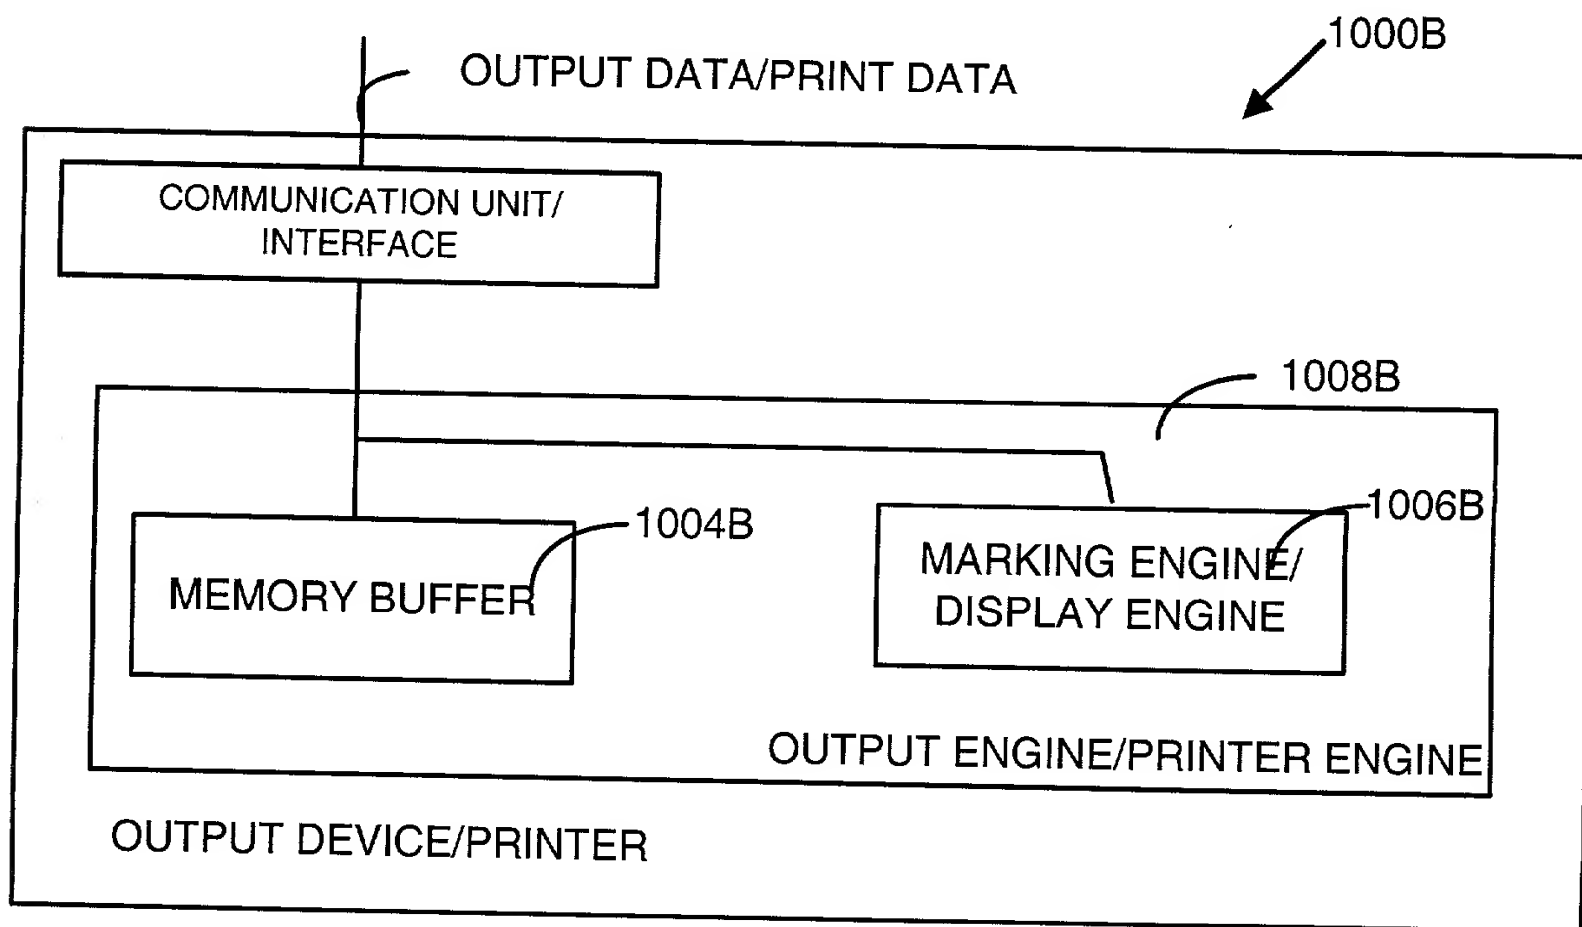 1000B
OUTPUT DATA/PRINT DATA
COMMUNICATION UNIT/
INTERFACE
1008B
1004B
1006B
MEMORY BUFFER
MARKING ENGINE/
DISPLAY ENGINE
OUTPUT ENGINE/PRINTER ENGINE
OUTPUT DEVICE/PRINTER